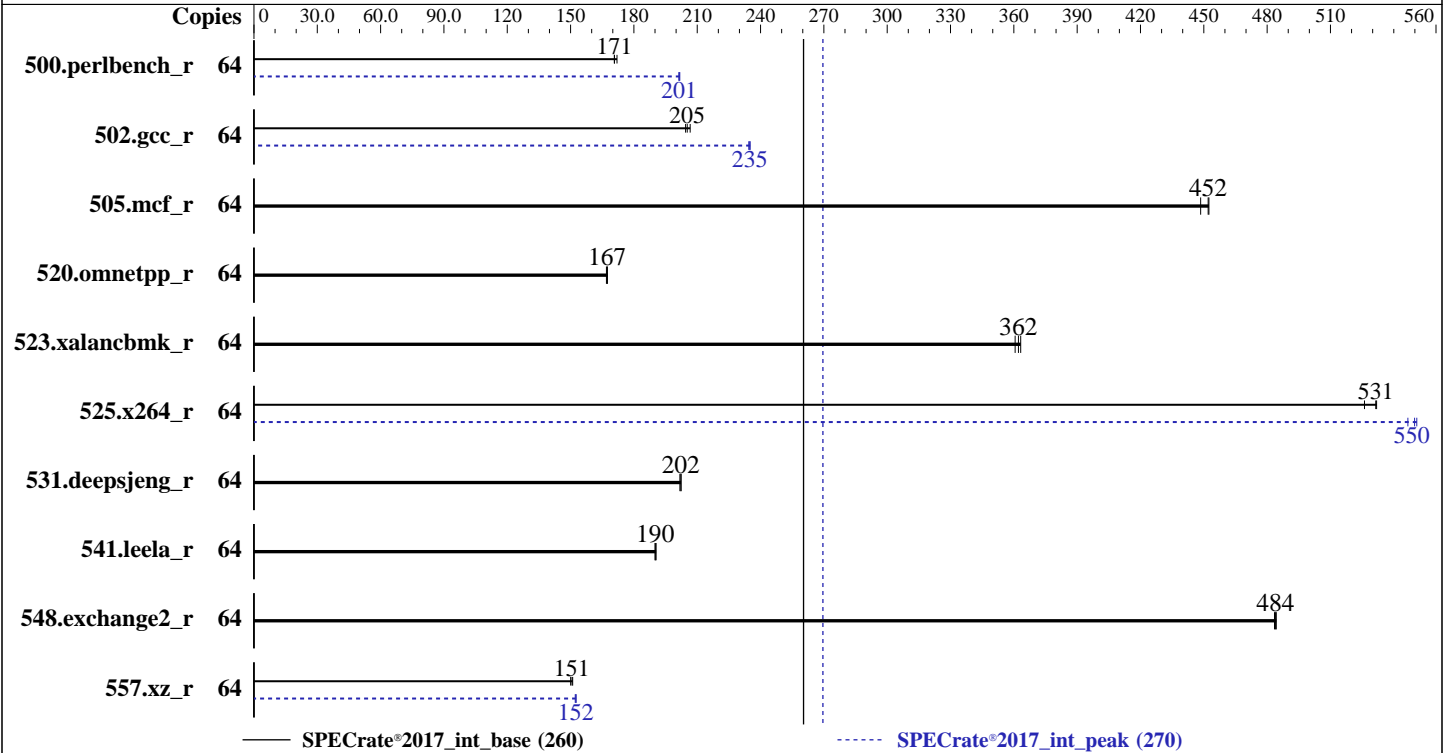 Copies 0 30.0 60.0 90.0 120 150 180 210 240 270 300 330 360 390 420 450 480 510 560
500.perlbench_r 64 171
201
502.gcc_r 64 205
235
505.mcf_r 64 452
520.omnetpp_r 64 167
523.xalancbmk_r 64 362
525.x264_r 64 531
550
531.deepsjeng_r 64 202
541.leela_r 64 190
548.exchange2_r 64 484
557.xz_r 64 151
152
SPECrate®2017_int_base (260) SPECrate®2017_int_peak (270)